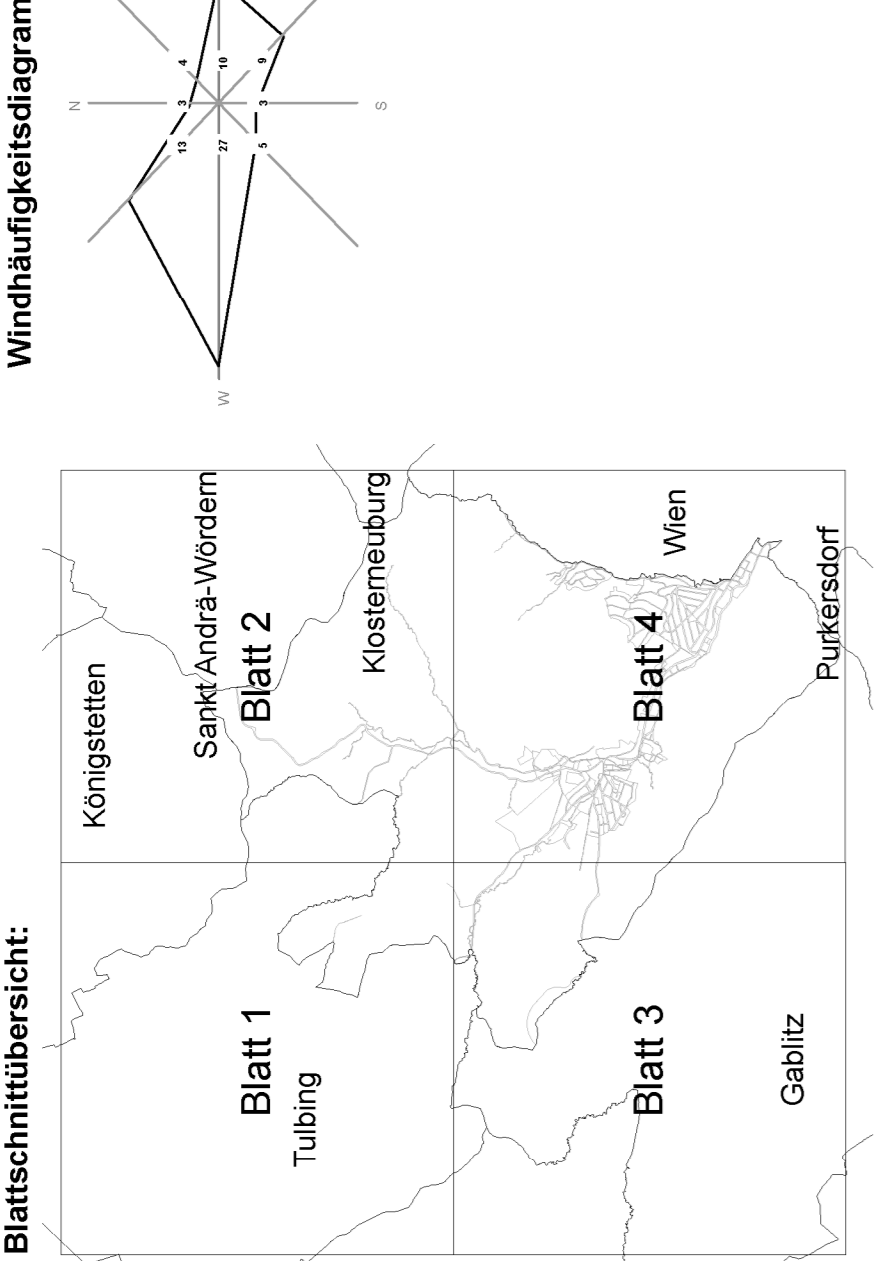 Blattschnittübersicht:
Königstetten
Sankt Andrä-Wördern
Blatt 1
Blatt 2
Tulbing
Klosterneuburg
Blatt 3
Blatt 4
Wien
Gablitz
Purkersdorf
Windhäufigkeitsdiagram
N
13 3 4
W 27 10
5 3 9
S